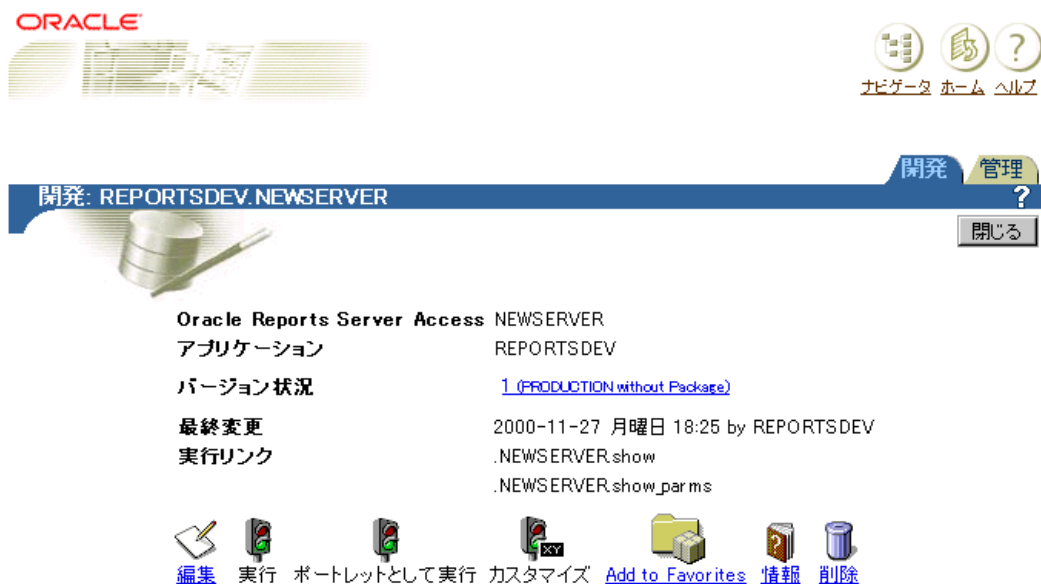 ORACLE
ナビゲータ ホーム ヘルプ
開発 管理
開発: REPORTSDEV.NEWSERVER ?
閉じる
Oracle Reports Server Access NEWSERVER
アプリケーション REPORTSDEV
バージョン状況 1 (PRODUCTION without Package)
最終変更 2000-11-27 月曜日 18:25 by REPORTSDEV
実行リンク .NEWSERVER.show
.NEWSERVER.show_parms
編集 実行 ポートレットとして実行 カスタマイズ Add to Favorites 情報 削除